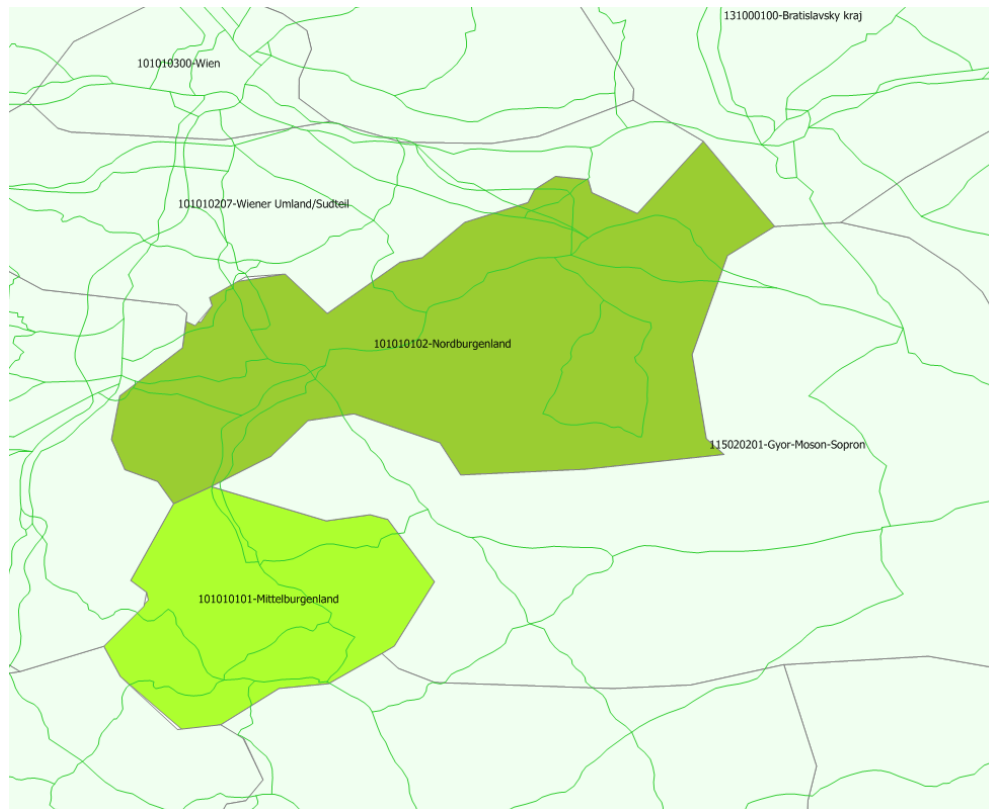 131000100-Bratislavsky kraj
101010300-Wien
101010207-Wiener Umland/Sudteil
101010102-Nordburgenland
115020201-Gyor-Moson-Sopron
101010101-Mittelburgenland